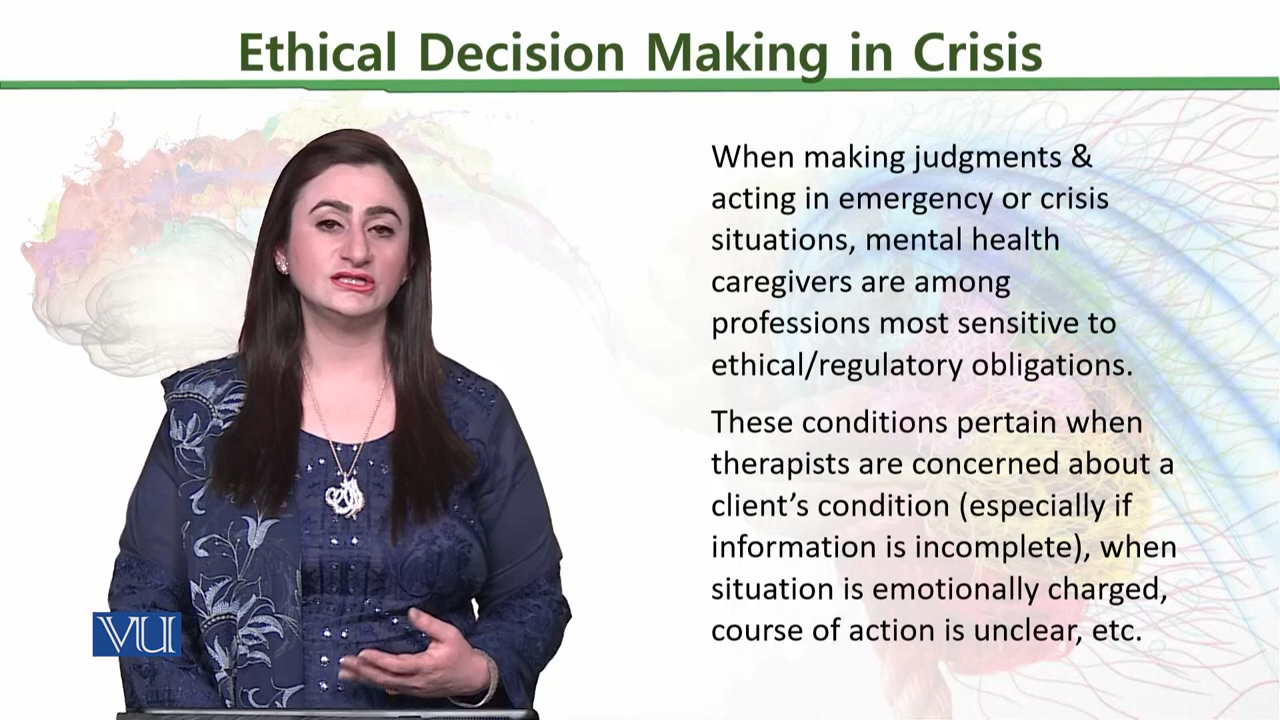 Ethical Decision Making in Crisis
When making judgments &
acting in emergency or crisis
situations, mental health
caregivers are among
professions most sensitive to
ethical/regulatory obligations.
These conditions pertain when
therapists are concerned about a
client’s condition (especially if
information is incomplete), when
situation is emotionally charged,
course of action is unclear, etc.
VU